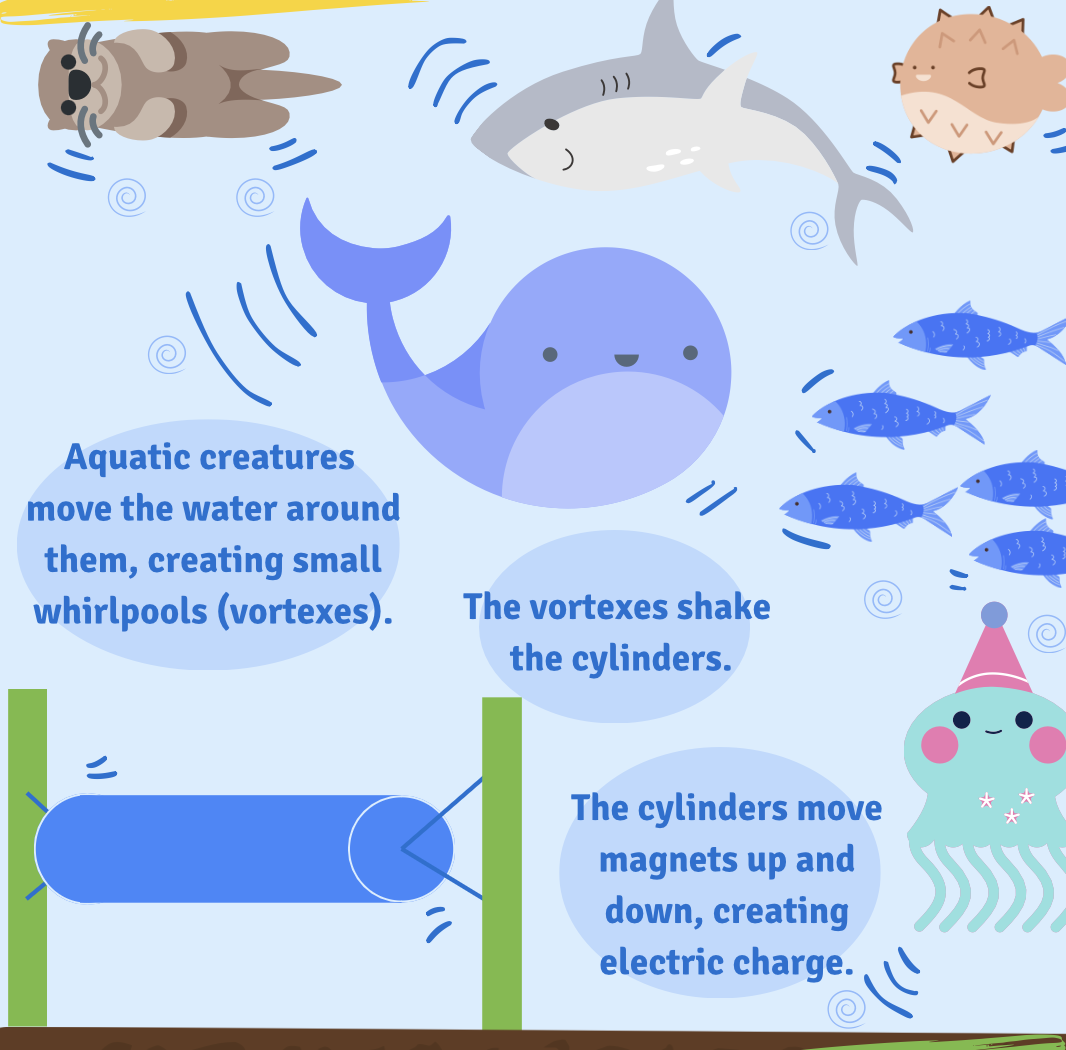 Aquatic creatures
move the water around
them, creating small
whirlpools (vortexes).
The vortexes shake
the cylinders.
The cylinders move
magnets up and
down, creating
electric charge.